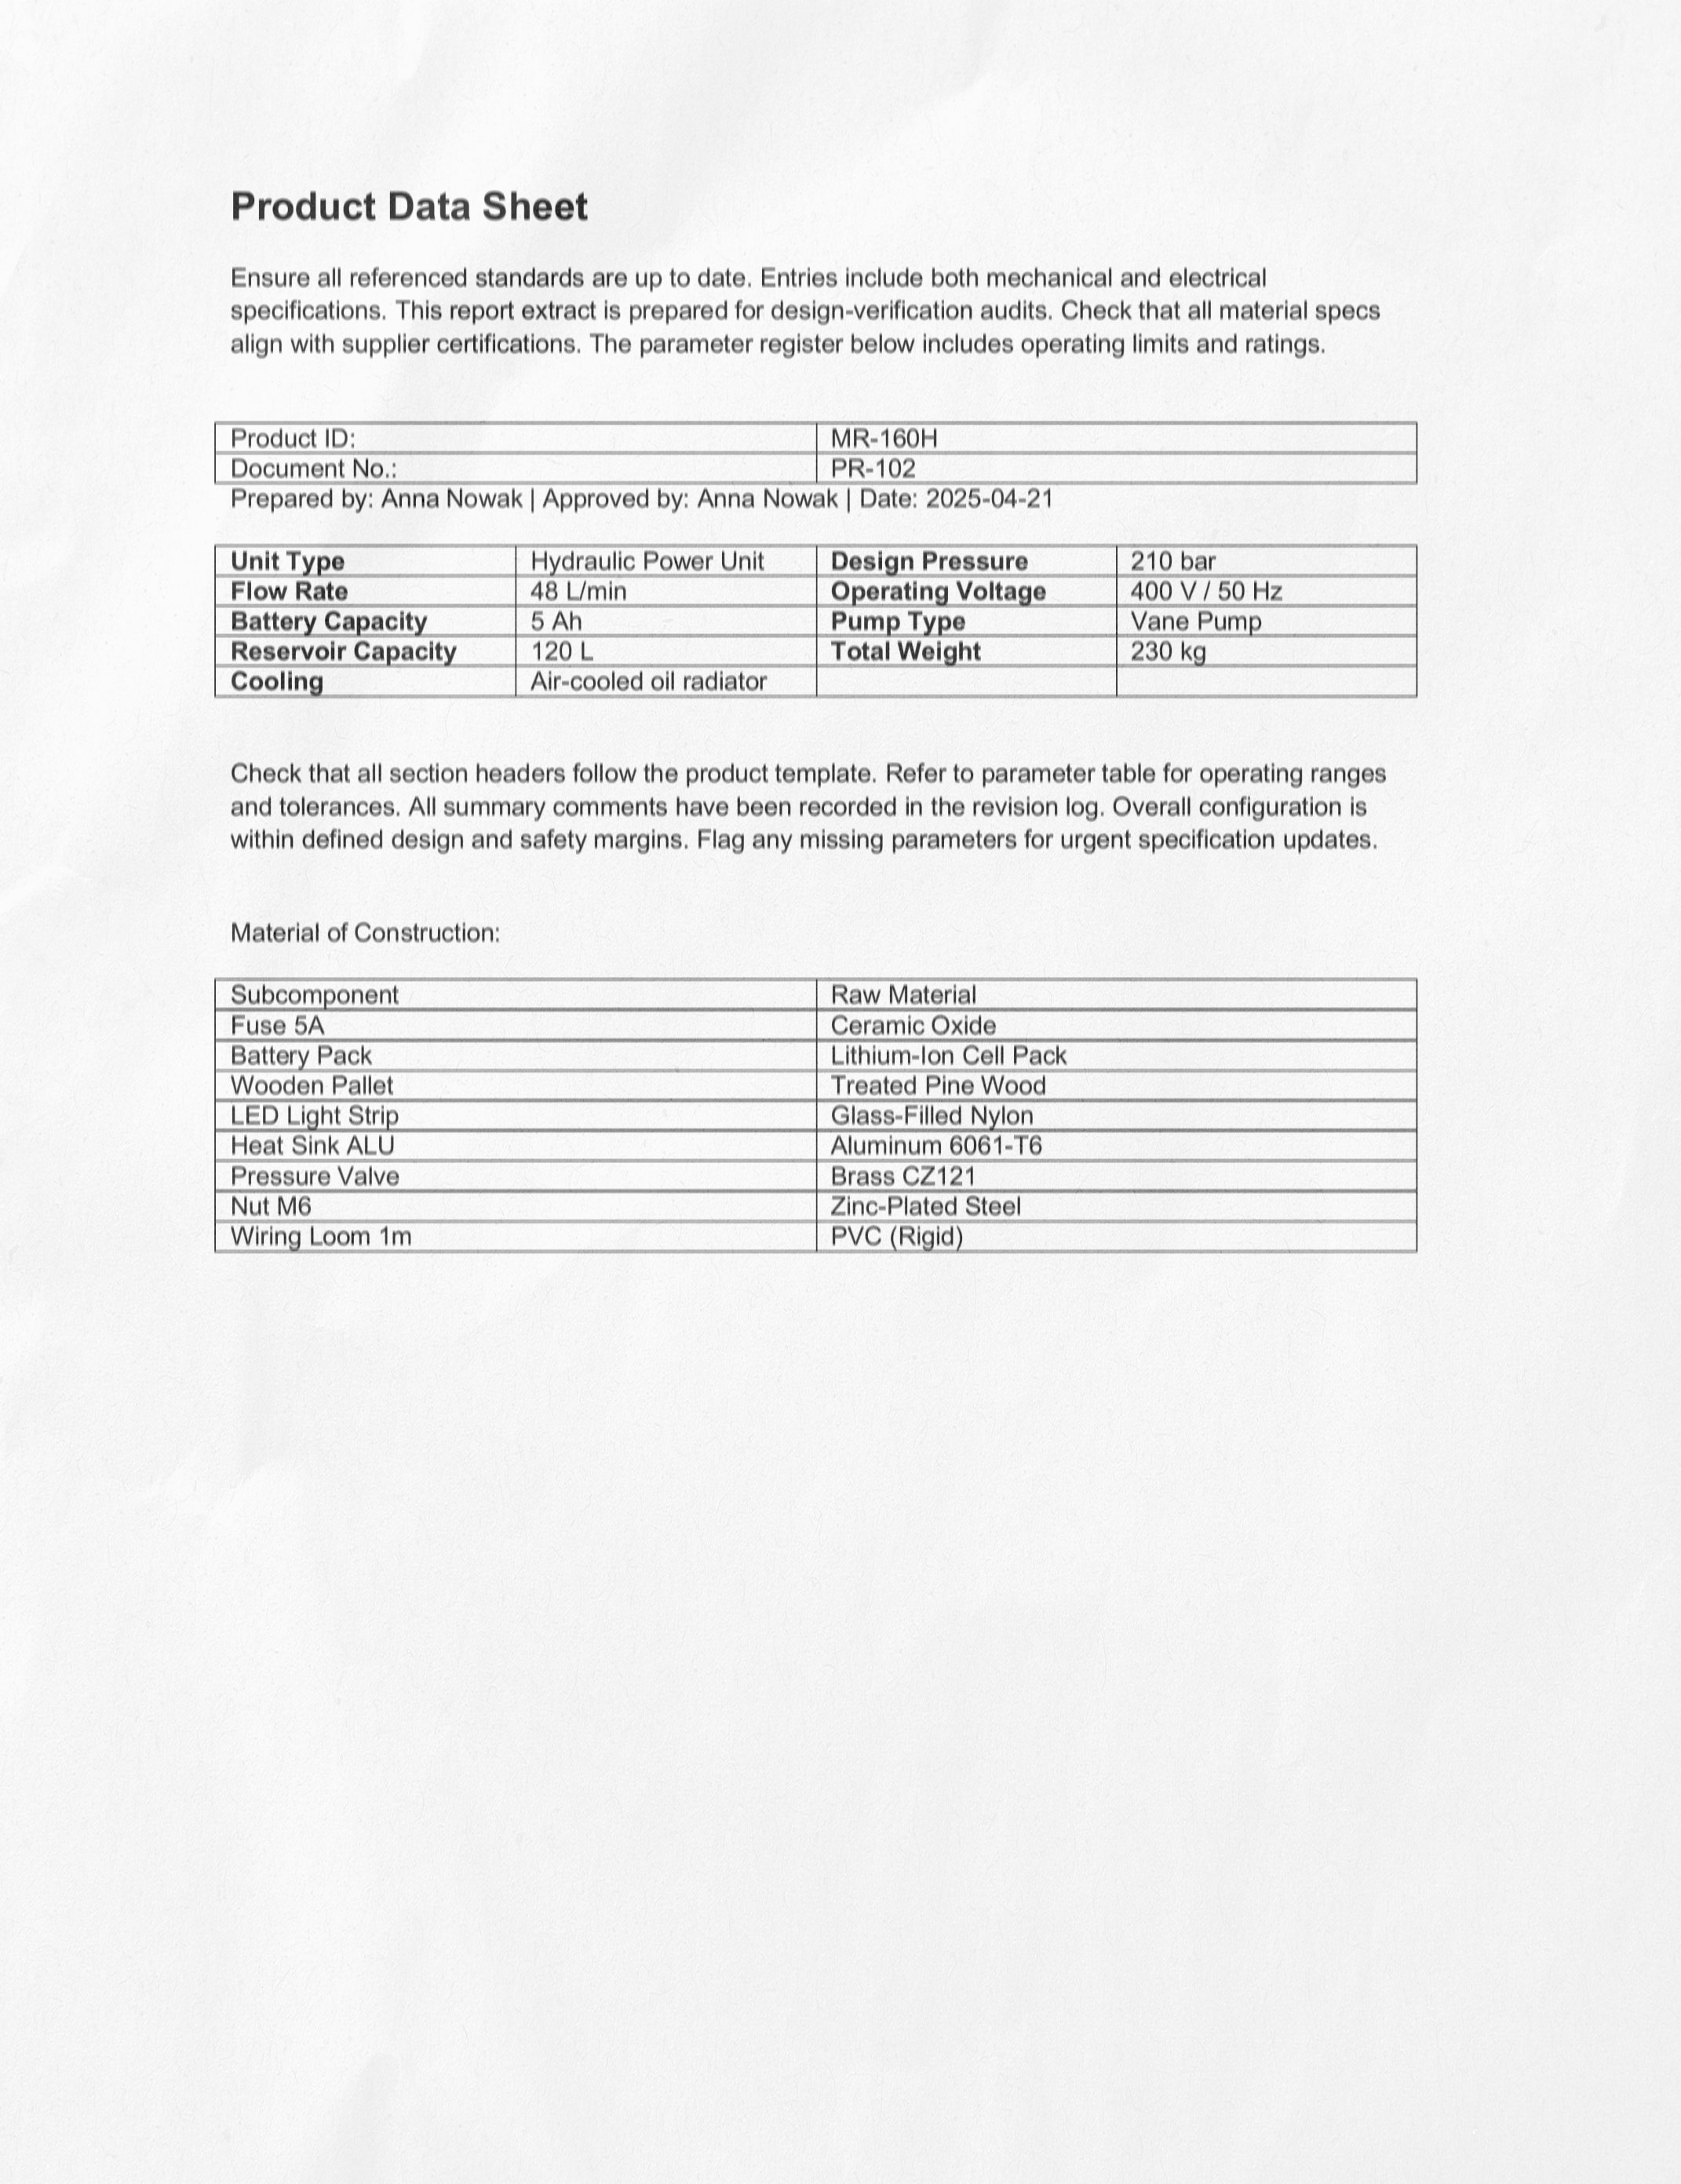 Product Data Sheet
Ensure all referenced standards are up to date. Entries include both mechanical and electrical
specifications. This report extract is prepared for design-verification audits. Check that all material specs
align with supplier certifications. The parameter register below includes operating limits and ratings.
Product ID: MR-160H
Document No.: PR-102
Prepared by: Anna Nowak | Approved by: Anna Nowak | Date: 2025-04-21
Unit Type Hydraulic Power Unit Design Pressure 210 bar
Flow Rate 48 L/min Operating Voltage 400 V / 50 Hz
Battery Capacity 5 Ah Pump Type Vane Pump
Reservoir Capacity 120 L Total Weight 230 kg
Cooling Air-cooled oil radiator
Check that all section headers follow the product template. Refer to parameter table for operating ranges
and tolerances. All summary comments have been recorded in the revision log. Overall configuration is
within defined design and safety margins. Flag any missing parameters for urgent specification updates.
Material of Construction:
Subcomponent Raw Material
Fuse 5A Ceramic Oxide
Battery Pack Lithium-Ion Cell Pack
Wooden Pallet Treated Pine Wood
LED Light Strip Glass-Filled Nylon
Heat Sink ALU Aluminum 6061-T6
Pressure Valve Brass CZ121
Nut M6 Zinc-Plated Steel
Wiring Loom 1m PVC (Rigid)